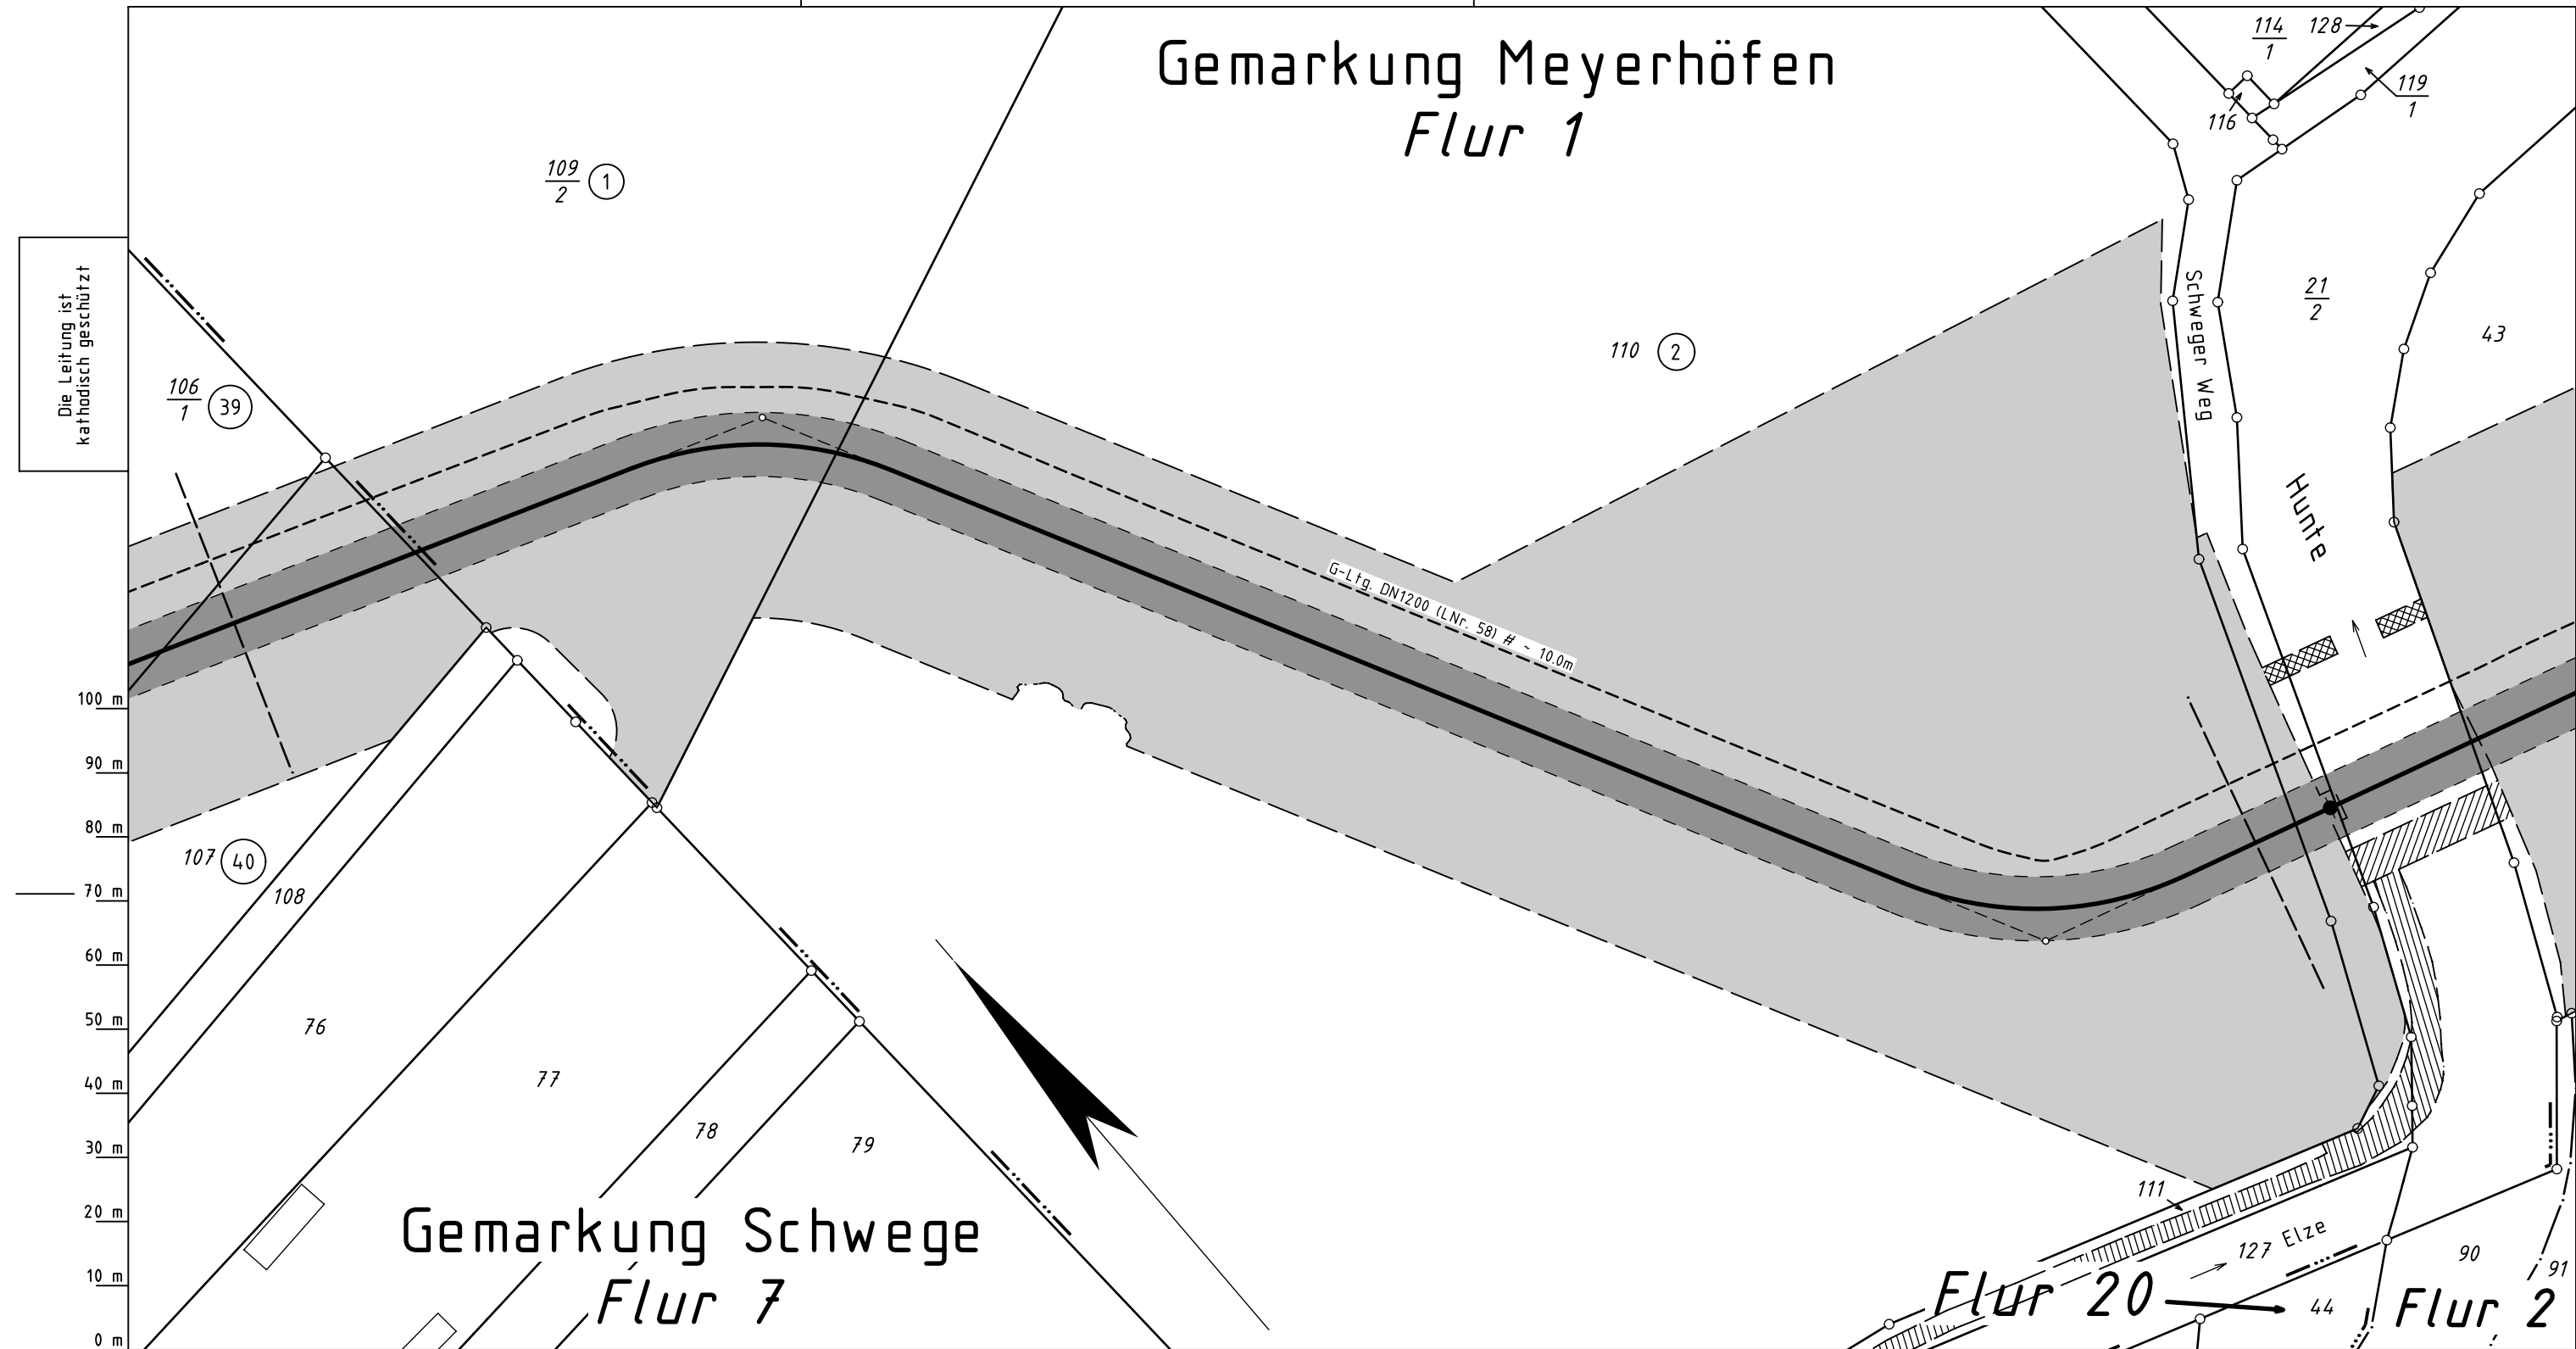 Gemarkung Meyerhöfen
Flur 1
114
1
128
119
1
116
109
2
1
Die Leitung ist
kathodisch geschützt
106
1
39
110
2
Schweger Weg
21
2
43
Hunte
G-Ltg. DN1200 (LNr. 58) # ~ 10.0m
100 m
90 m
80 m
70 m
60 m
50 m
40 m
30 m
20 m
10 m
0 m
107
40
108
76
77
78
79
Gemarkung Schwege
Flur 7
111
127
Elze
90
91
Flur 20
44
Flur 2